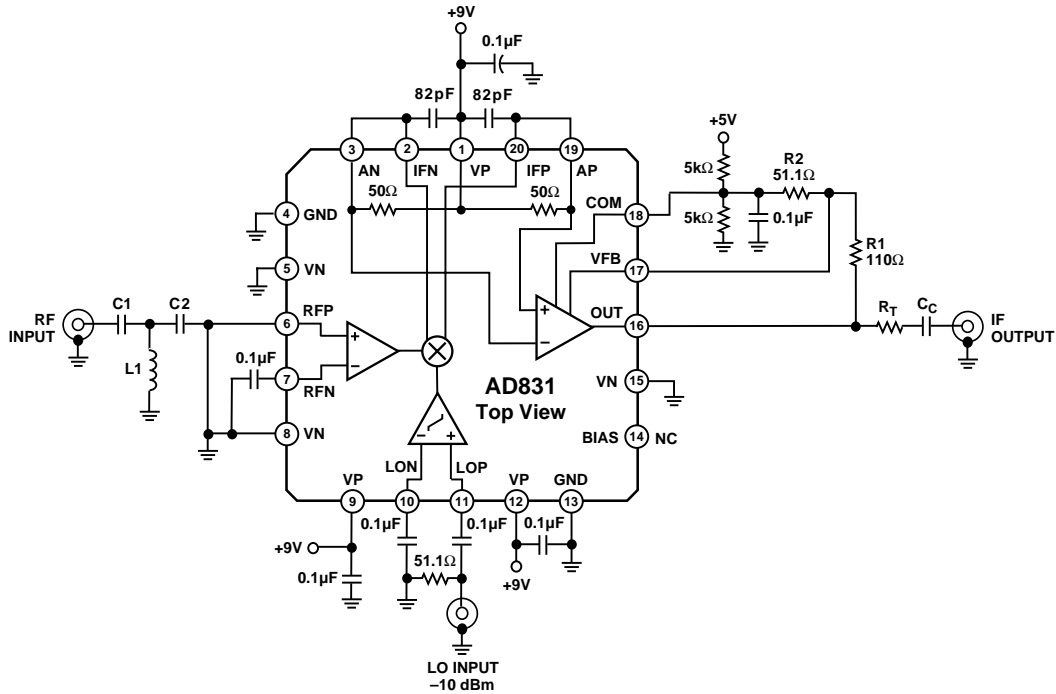 +9V
0.1µF
82pF 82pF
3 2 1 20 19
AN IFN VP IFP AP
50Ω 50Ω
+5V
5kΩ
R2
51.1Ω
COM
18
5kΩ
0.1µF
4
GND
R1
110Ω
VFB
17
5
VN
C1 C2
RF
INPUT
6
RFP
+
–
+
–
OUT
16
RT
CC
IF
OUTPUT
L1
0.1µF
7
RFN
AD831
Top View
VN
15
8
VN
– +
BIAS
14
NC
LON LOP
VP VP GND
9 10 11 12 13
0.1µF 0.1µF 0.1µF
+9V
51.1Ω
+9V
0.1µF
LO INPUT
–10 dBm